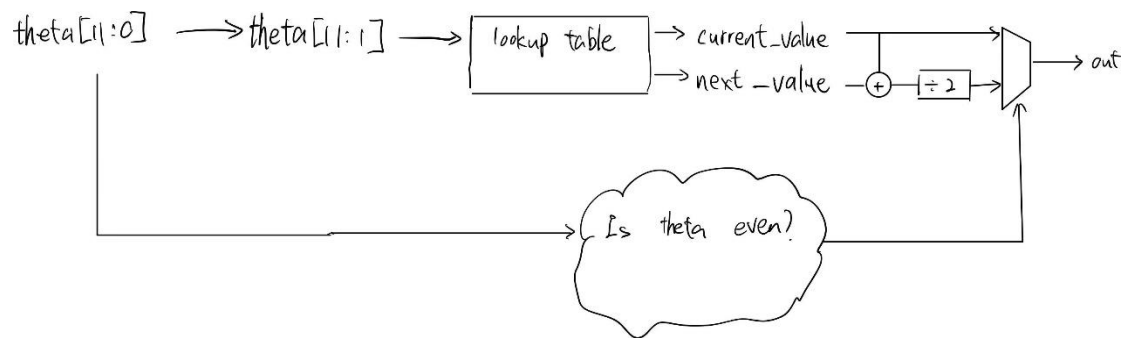 theta[11:0]
theta[11:1]
lookup table
current_value
next_value
+
÷ 2
out
Is theta even?